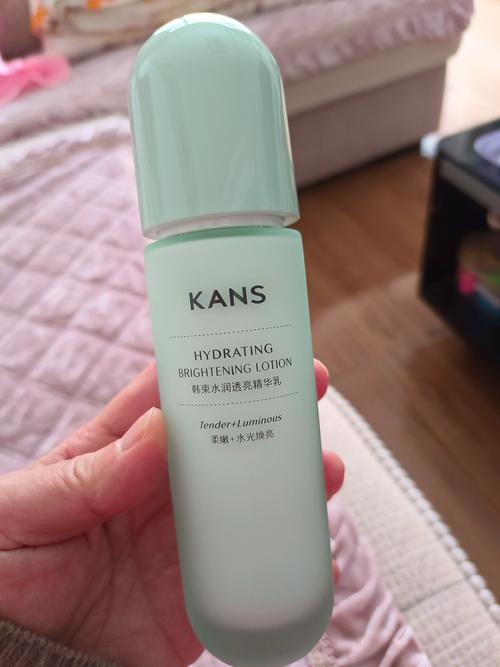 KANS
HYDRATING
BRIGHTENING LOTION
韩束水润透亮精华乳
Tender+Luminous
柔嫩+水光焕亮